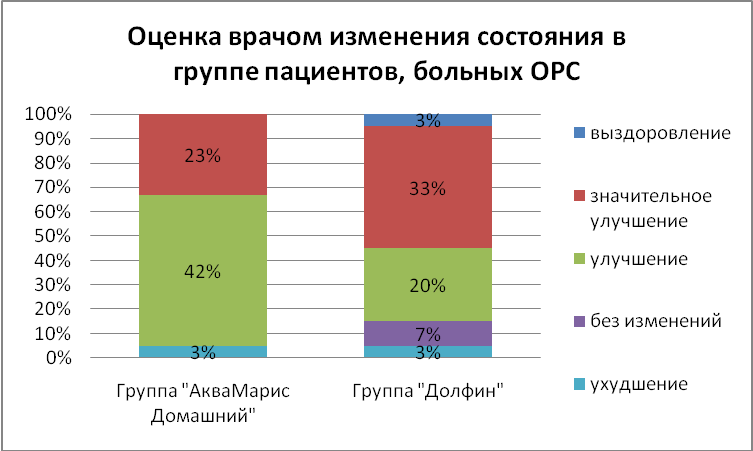 Оценка врачом изменения состояния в
группе пациентов, больных ОРС
100%
90%
80%
70%
60%
50%
40%
30%
20%
10%
0%
23%
42%
3%
3%
33%
20%
7%
3%
Группа "АкваМарис
Домашний"
Группа "Долфин"
выздоровление
значительное
улучшение
улучшение
без изменений
ухудшение